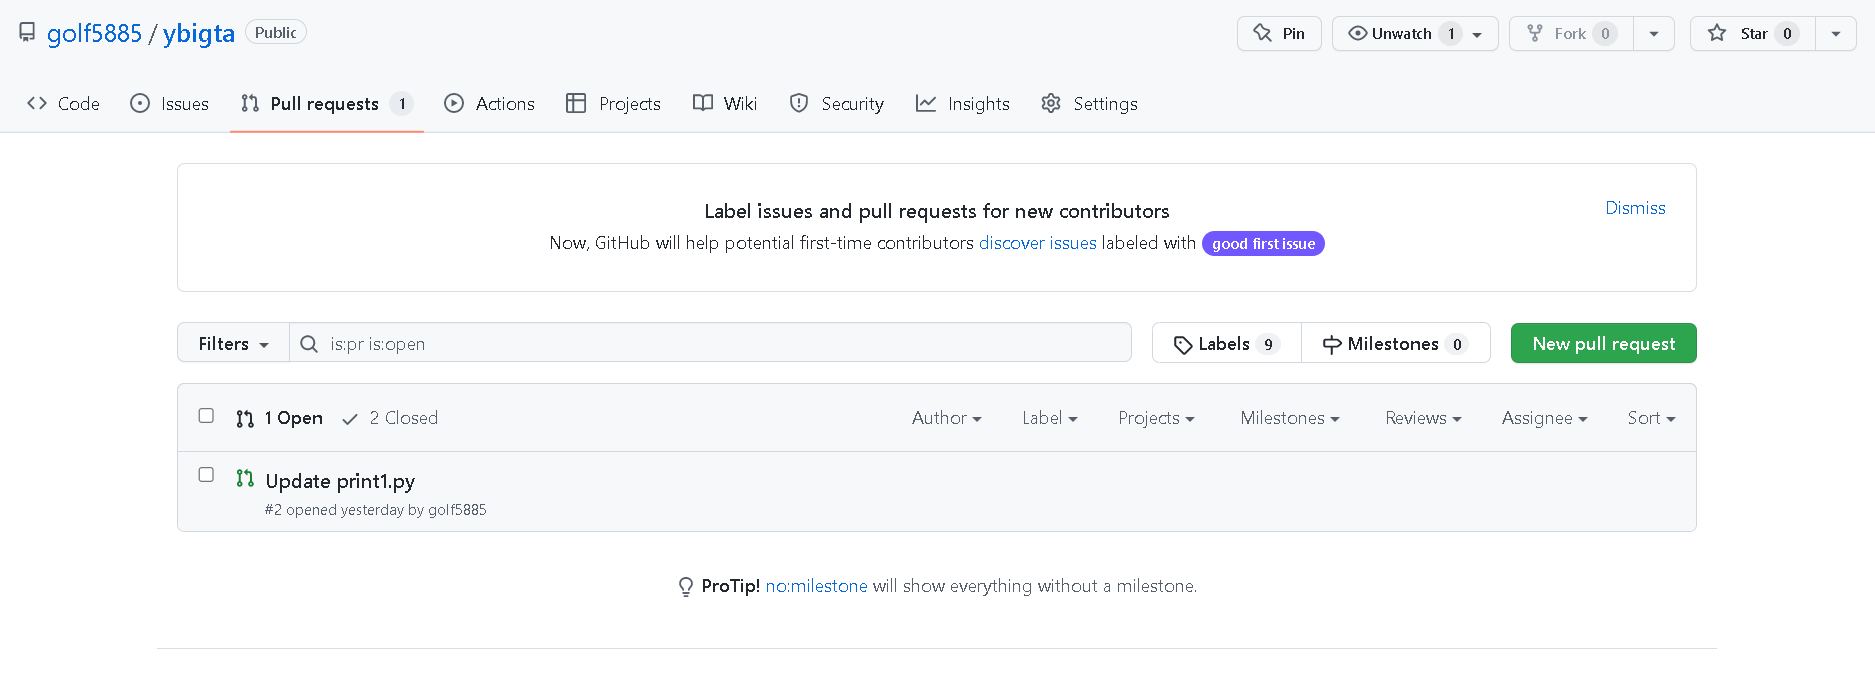 golf5885 / ybigta Public
Pin Unwatch 1 Fork 0 Star 0
Code Issues Pull requests 1 Actions Projects Wiki Security Insights Settings
Label issues and pull requests for new contributors
Dismiss
Now, GitHub will help potential first-time contributors discover issues labeled with good first issue
Filters is:pr is:open Labels 9 Milestones 0 New pull request
1 Open 2 Closed Author Label Projects Milestones Reviews Assignee Sort
Update print1.py
#2 opened yesterday by golf5885
ProTip! no:milestone will show everything without a milestone.